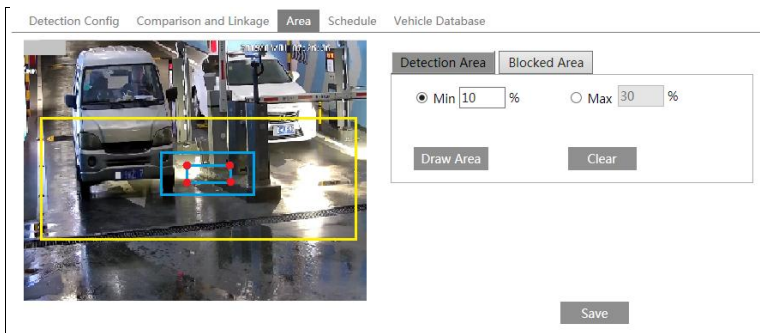 Detection Config Comparison and Linkage Area Schedule Vehicle Database
Detection Area Blocked Area
Min 10 % Max 30 %
Draw Area Clear
Save